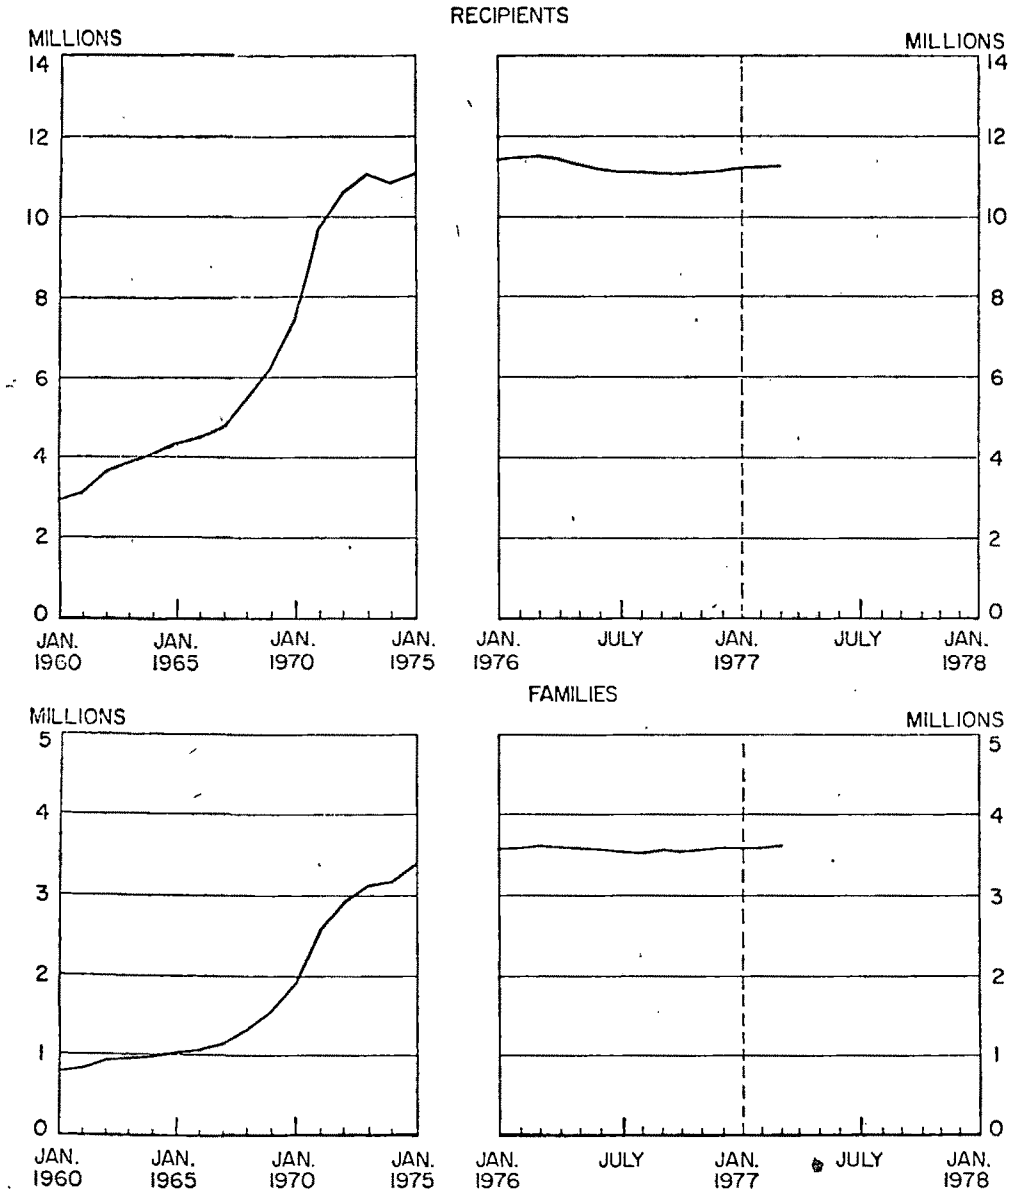 RECIPIENTS
MILLIONS MILLIONS
14 14
12 12
10 10
8 8
6 6
4 4
2 2
0 0
JAN. JAN. JAN. JAN. JAN. JULY JAN. JULY JAN.
1960 1965 1970 1975 1976 1977 1978
FAMILIES
MILLIONS MILLIONS
5 5
4 4
3 3
2 2
1 1
0 0
JAN. JAN. JAN. JAN. JAN. JULY JAN. JULY JAN.
1960 1965 1970 1975 1976 1977 1978